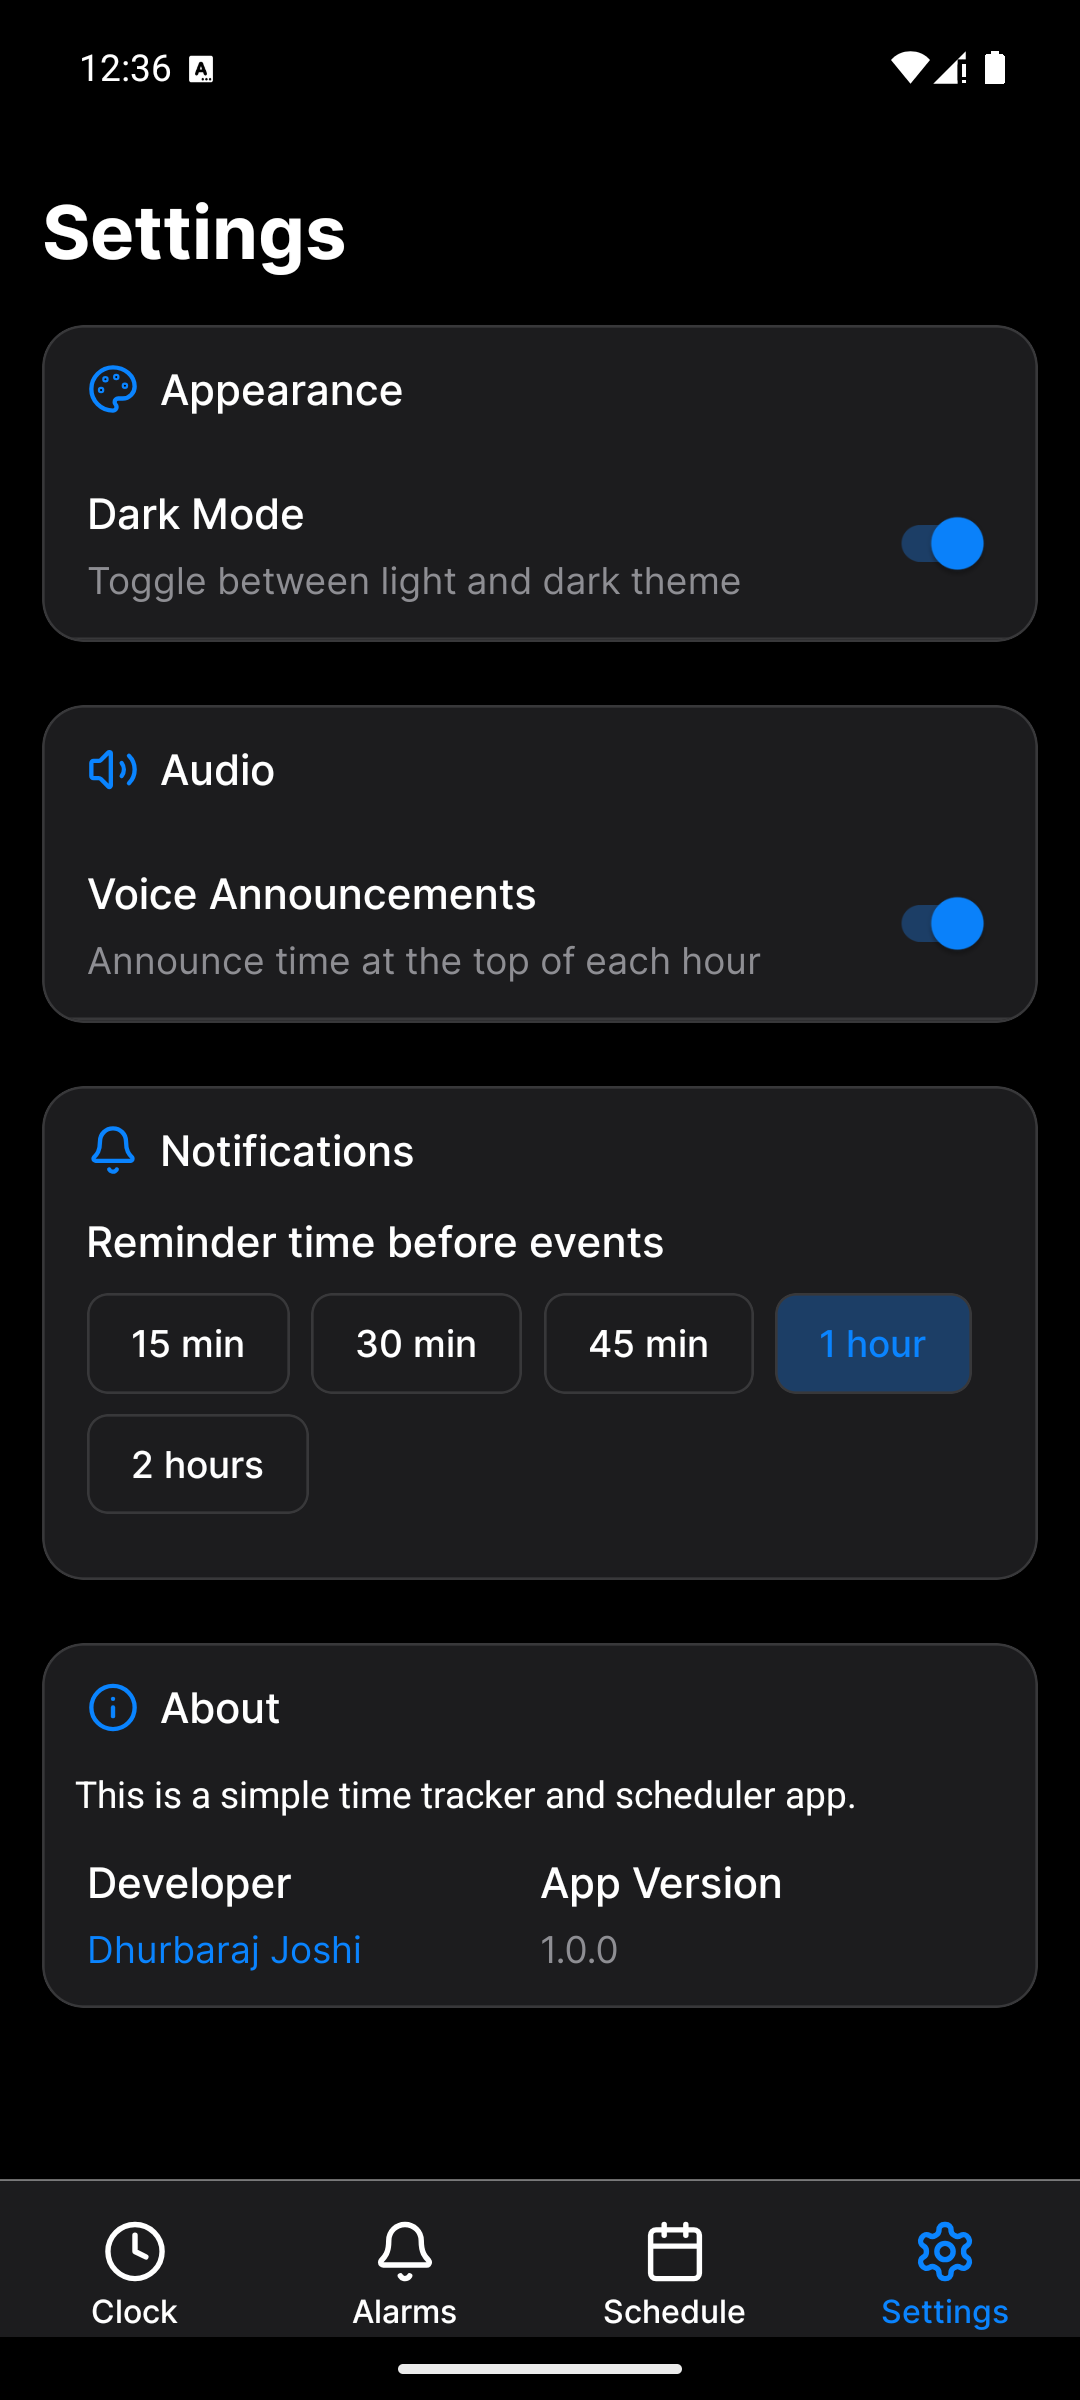 12:36
Settings
Appearance
Dark Mode
Toggle between light and dark theme
Audio
Voice Announcements
Announce time at the top of each hour
Notifications
Reminder time before events
15 min 30 min 45 min 1 hour
2 hours
About
This is a simple time tracker and scheduler app.
Developer App Version
Dhurbaraj Joshi 1.0.0
Clock Alarms Schedule Settings